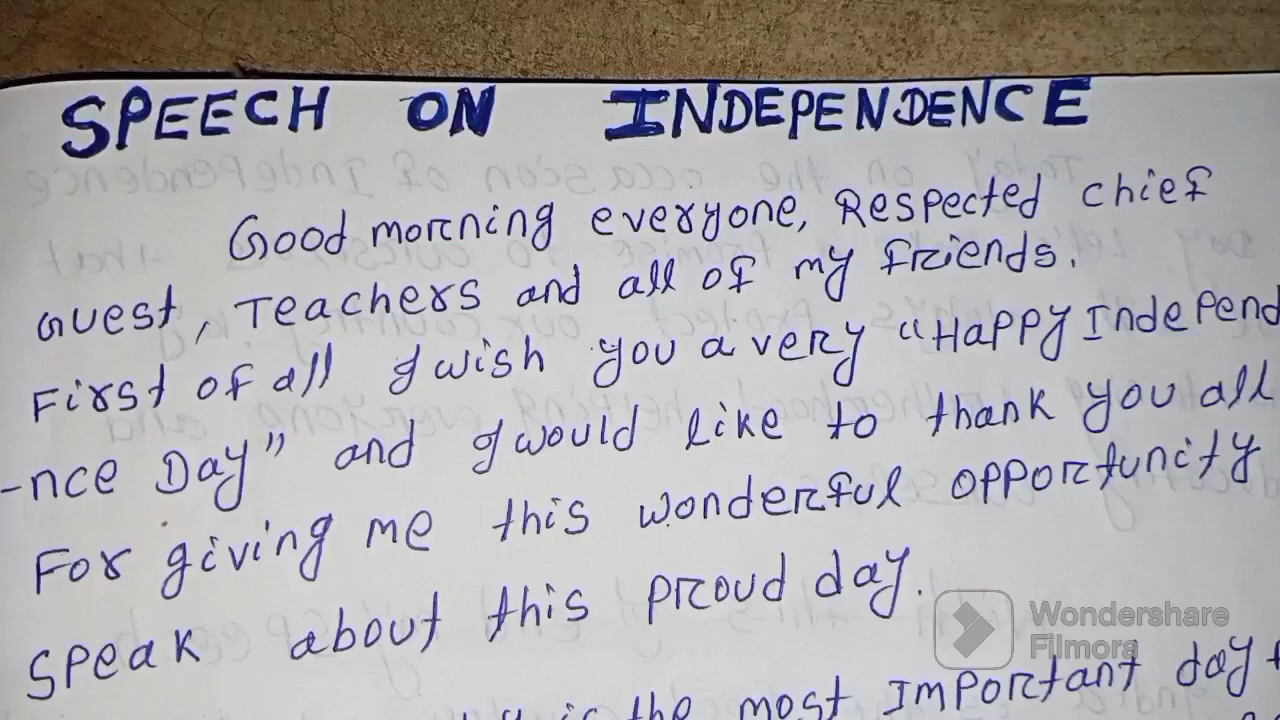 SPEECH ON INDEPENDENCE
Good morning everyone, Respected chief
Guest, Teachers and all of my friends.
First of all I wish you a very "Happy Independ
-nce Day" and I would like to thank you all
For giving me this wonderful opportunity
speak about this proud day.
is the most important day
Wondershare
Filmora